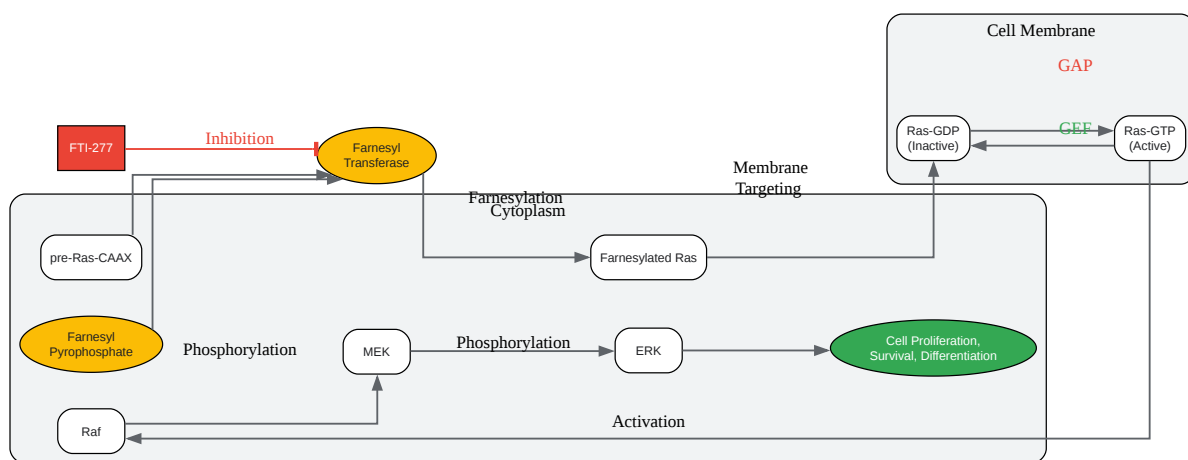 Cell Membrane
GAP
GEF
Ras-GDP
(Inactive)
Ras-GTP
(Active)
FTI-277
Inhibition
Farnesyl
Transferase
Membrane
Targeting
Farnesylation
Cytoplasm
pre-Ras-CAAX
Farnesylated Ras
Farnesyl
Pyrophosphate
Phosphorylation
MEK
Phosphorylation
ERK
Cell Proliferation,
Survival, Differentiation
Raf
Activation